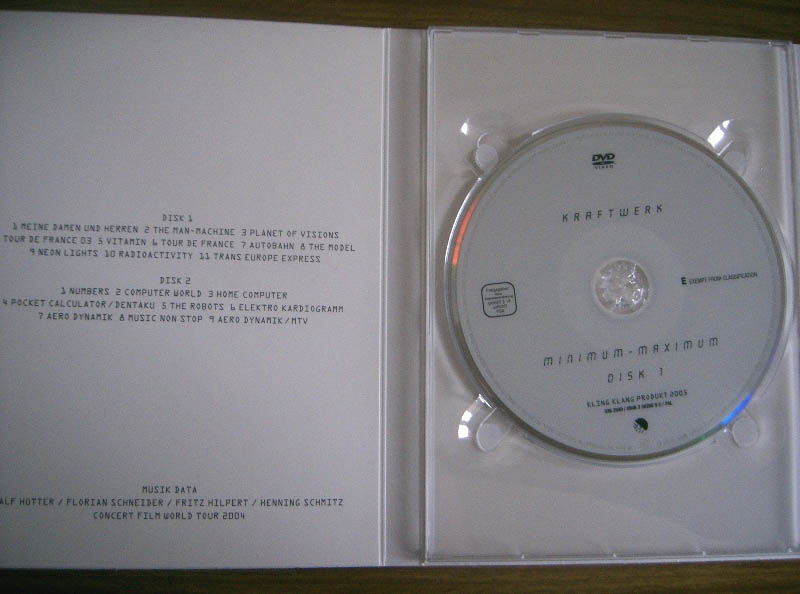 DISK 1
1 MEINE DAMEN UND HERREN 2 THE MAN-MACHINE 3 PLANET OF VISIONS
TOUR DE FRANCE 03 5 VITAMIN 6 TOUR DE FRANCE 7 AUTOBAHN 8 THE MODEL
9 NEON LIGHTS 10 RADIOACTIVITY 11 TRANS EUROPE EXPRESS
DISK 2
1 NUMBERS 2 COMPUTER WORLD 3 HOME COMPUTER
4 POCKET CALCULATOR/DENTAKU 5 THE ROBOTS 6 ELEKTRO KARDIOGRAMM
7 AERO DYNAMIK 8 MUSIC NON STOP 9 AERO DYNAMIK/MTV
MUSIK DATA
ALF HÜTTER / FLORIAN SCHNEIDER / FRITZ HILPERT / HENNING SCHMITZ
CONCERT FILM WORLD TOUR 2004
DVD
VIDEO
KRAFTWERK
E EXEMPT FROM CLASSIFICATION
MINIMUM-MAXIMUM
DISK 1
KLING KLANG PRODUKT 2005